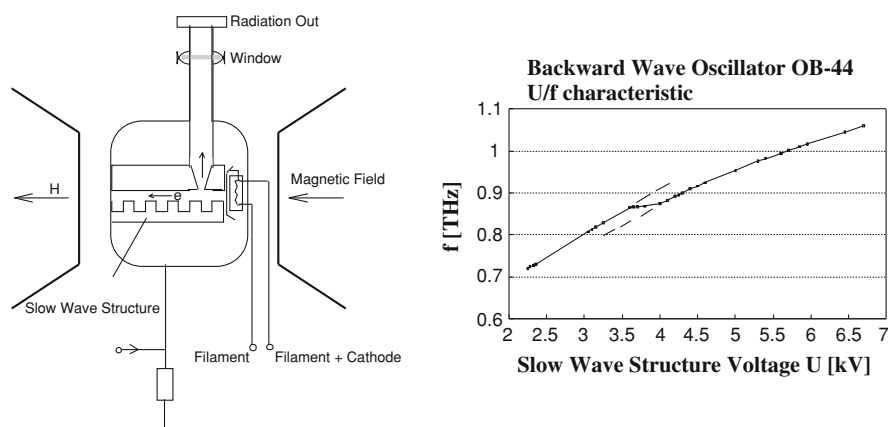 Radiation Out
Window
H
e
Magnetic Field
Slow Wave Structure
Filament
Filament + Cathode
Backward Wave Oscillator OB-44
U/f characteristic
f [THz]
1.1
1
0.9
0.8
0.7
0.6
2 2.5 3 3.5 4 4.5 5 5.5 6 6.5 7
Slow Wave Structure Voltage U [kV]